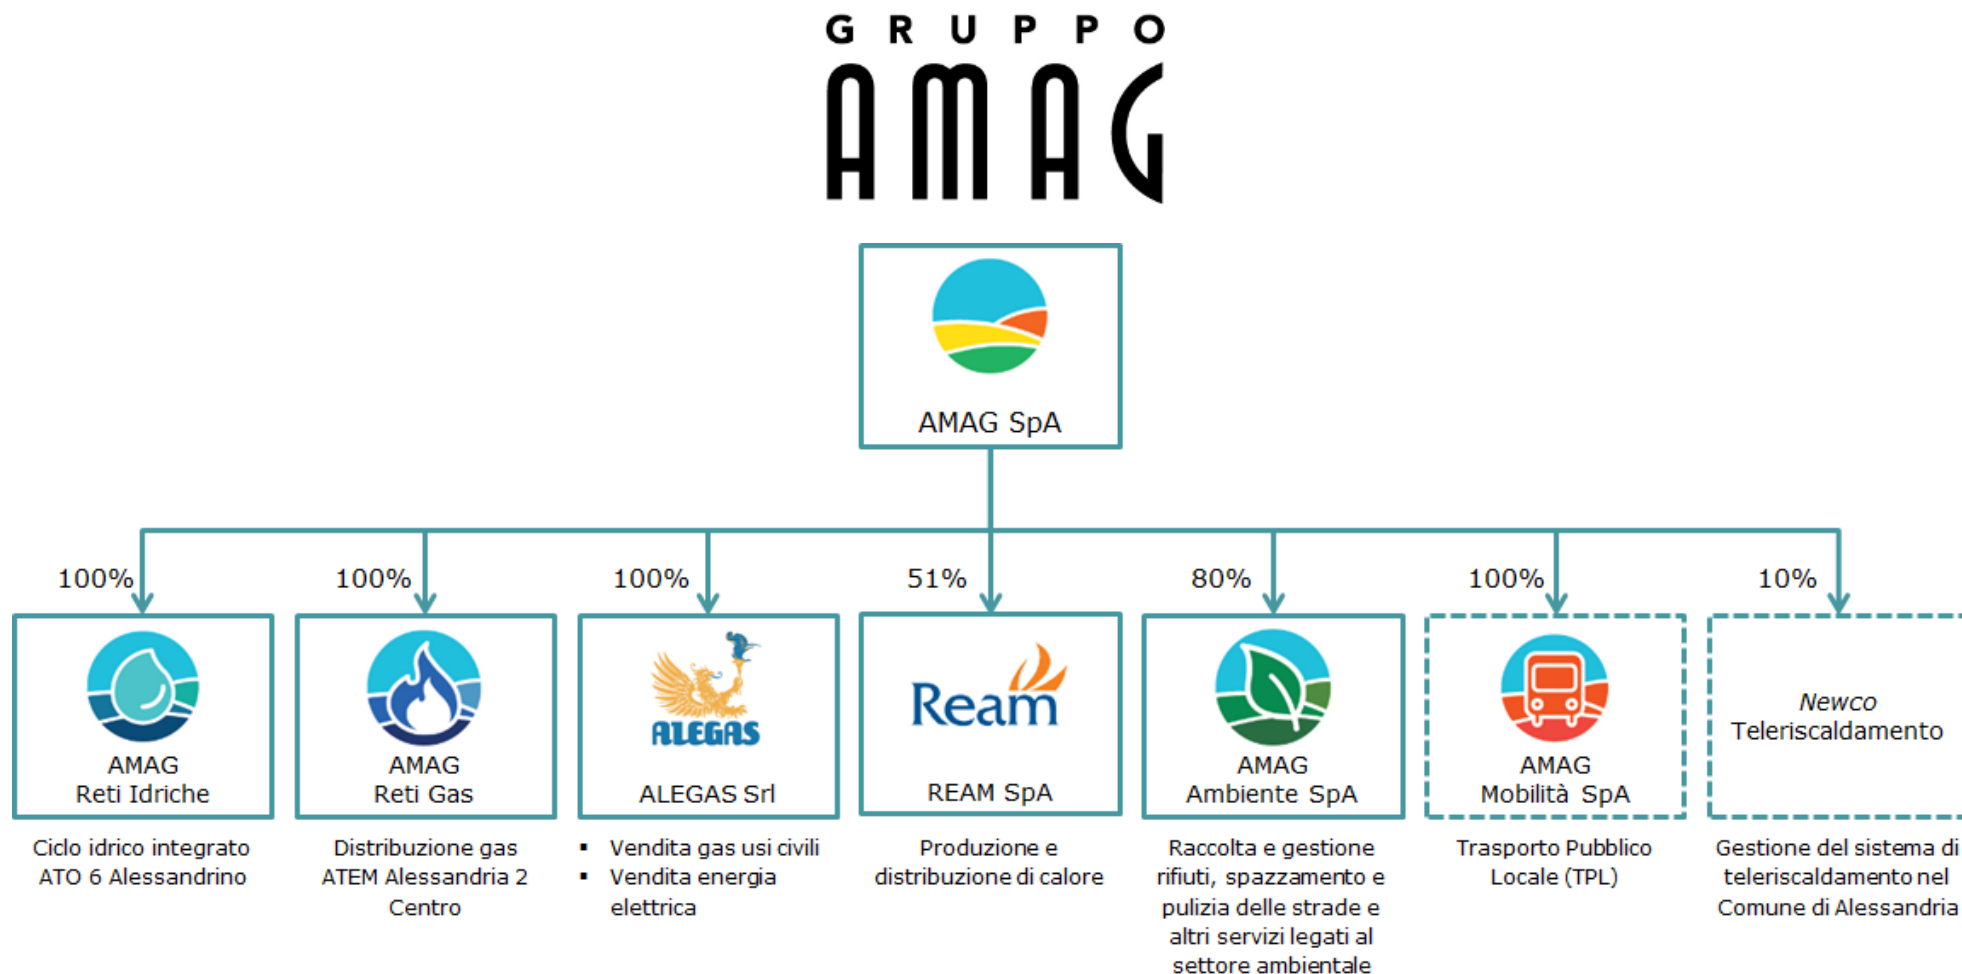 GRUPPO
AMAG
AMAG SpA
100%
100%
100%
51%
80%
100%
10%
AMAG
Reti Idriche
AMAG
Reti Gas
ALEGAS
ALEGAS Srl
Ream
REAM SpA
AMAG
Ambiente SpA
AMAG
Mobilità SpA
Newco
Teleriscaldamento
Ciclo idrico integrato
ATO 6 Alessandrino
Distribuzione gas
ATEM Alessandria 2
Centro
▪ Vendita gas usi civili
▪ Vendita energia
elettrica
Produzione e
distribuzione di calore
Raccolta e gestione
rifiuti, spazzamento e
pulizia delle strade e
altri servizi legati al
settore ambientale
Trasporto Pubblico
Locale (TPL)
Gestione del sistema di
teleriscaldamento nel
Comune di Alessandria